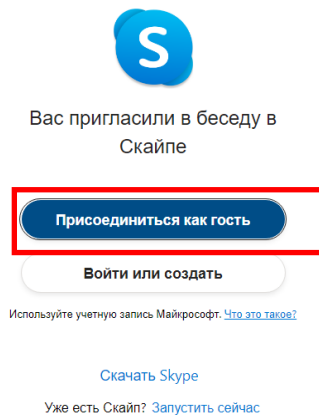 S
Вас пригласили в беседу в
Скайпе
Присоединиться как гость
Войти или создать
Используйте учетную запись Майкрософт. Что это такое?
Скачать Skype
Уже есть Скайп? Запустить сейчас